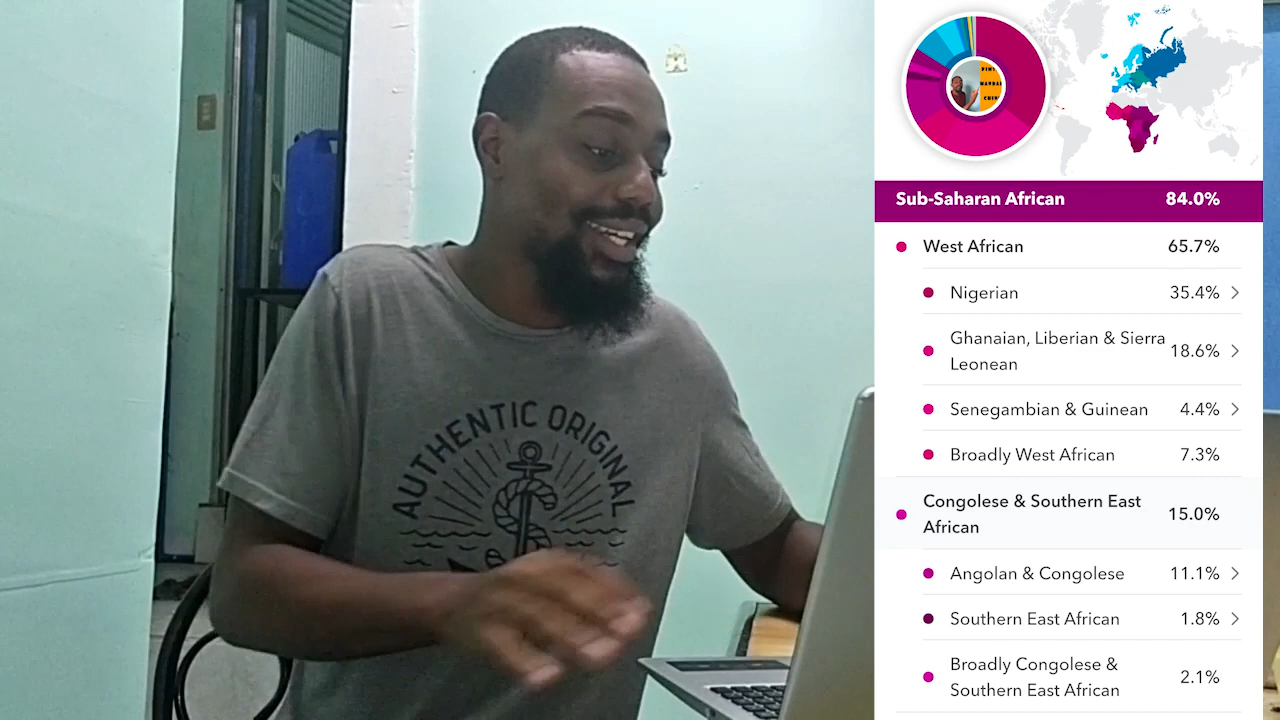 AUTHENTIC ORIGINAL
Sub-Saharan African 84.0%
West African 65.7%
Nigerian 35.4%
Ghanaian, Liberian & Sierra
Leonean 18.6%
Senegambian & Guinean 4.4%
Broadly West African 7.3%
Congolese & Southern East
African 15.0%
Angolan & Congolese 11.1%
Southern East African 1.8%
Broadly Congolese &
Southern East African 2.1%